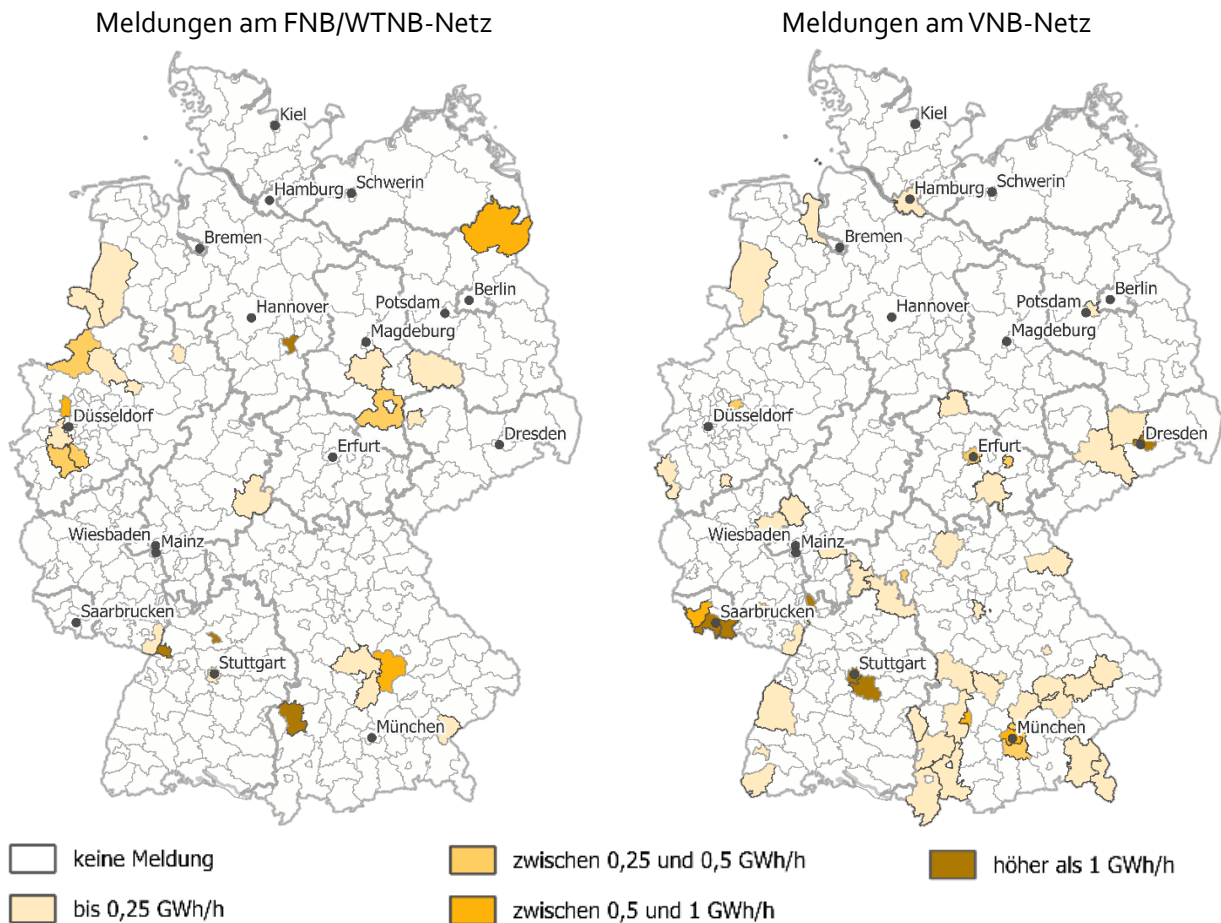 Meldungen am FNB/WTNB-Netz
Kiel
Hamburg
Schwerin
Bremen
Hannover
Potsdam
Berlin
Magdeburg
Düsseldorf
Erfurt
Dresden
Wiesbaden
Mainz
Saarbrucken
Stuttgart
München
Meldungen am VNB-Netz
Kiel
Hamburg
Schwerin
Bremen
Hannover
Potsdam
Berlin
Magdeburg
Düsseldorf
Erfurt
Dresden
Wiesbaden
Mainz
Saarbrucken
Stuttgart
München
keine Meldung
bis 0,25 GWh/h
zwischen 0,25 und 0,5 GWh/h
zwischen 0,5 und 1 GWh/h
höher als 1 GWh/h